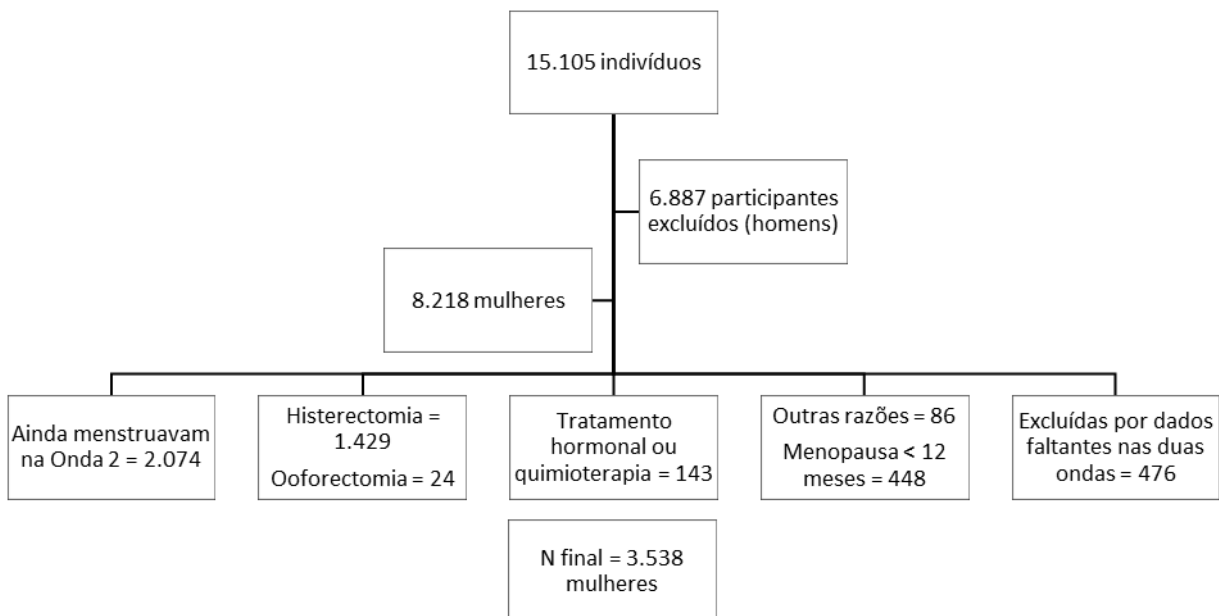 15.105 indivíduos
6.887 participantes
excluídos (homens)
8.218 mulheres
Ainda menstruavam
na Onda 2 = 2.074
Histerectomia =
1.429
Ooforectomia = 24
Tratamento
hormonal ou
quimioterapia = 143
Outras razões = 86
Menopausa < 12
meses = 448
Excluídas por dados
faltantes nas duas
ondas = 476
N final = 3.538
mulheres